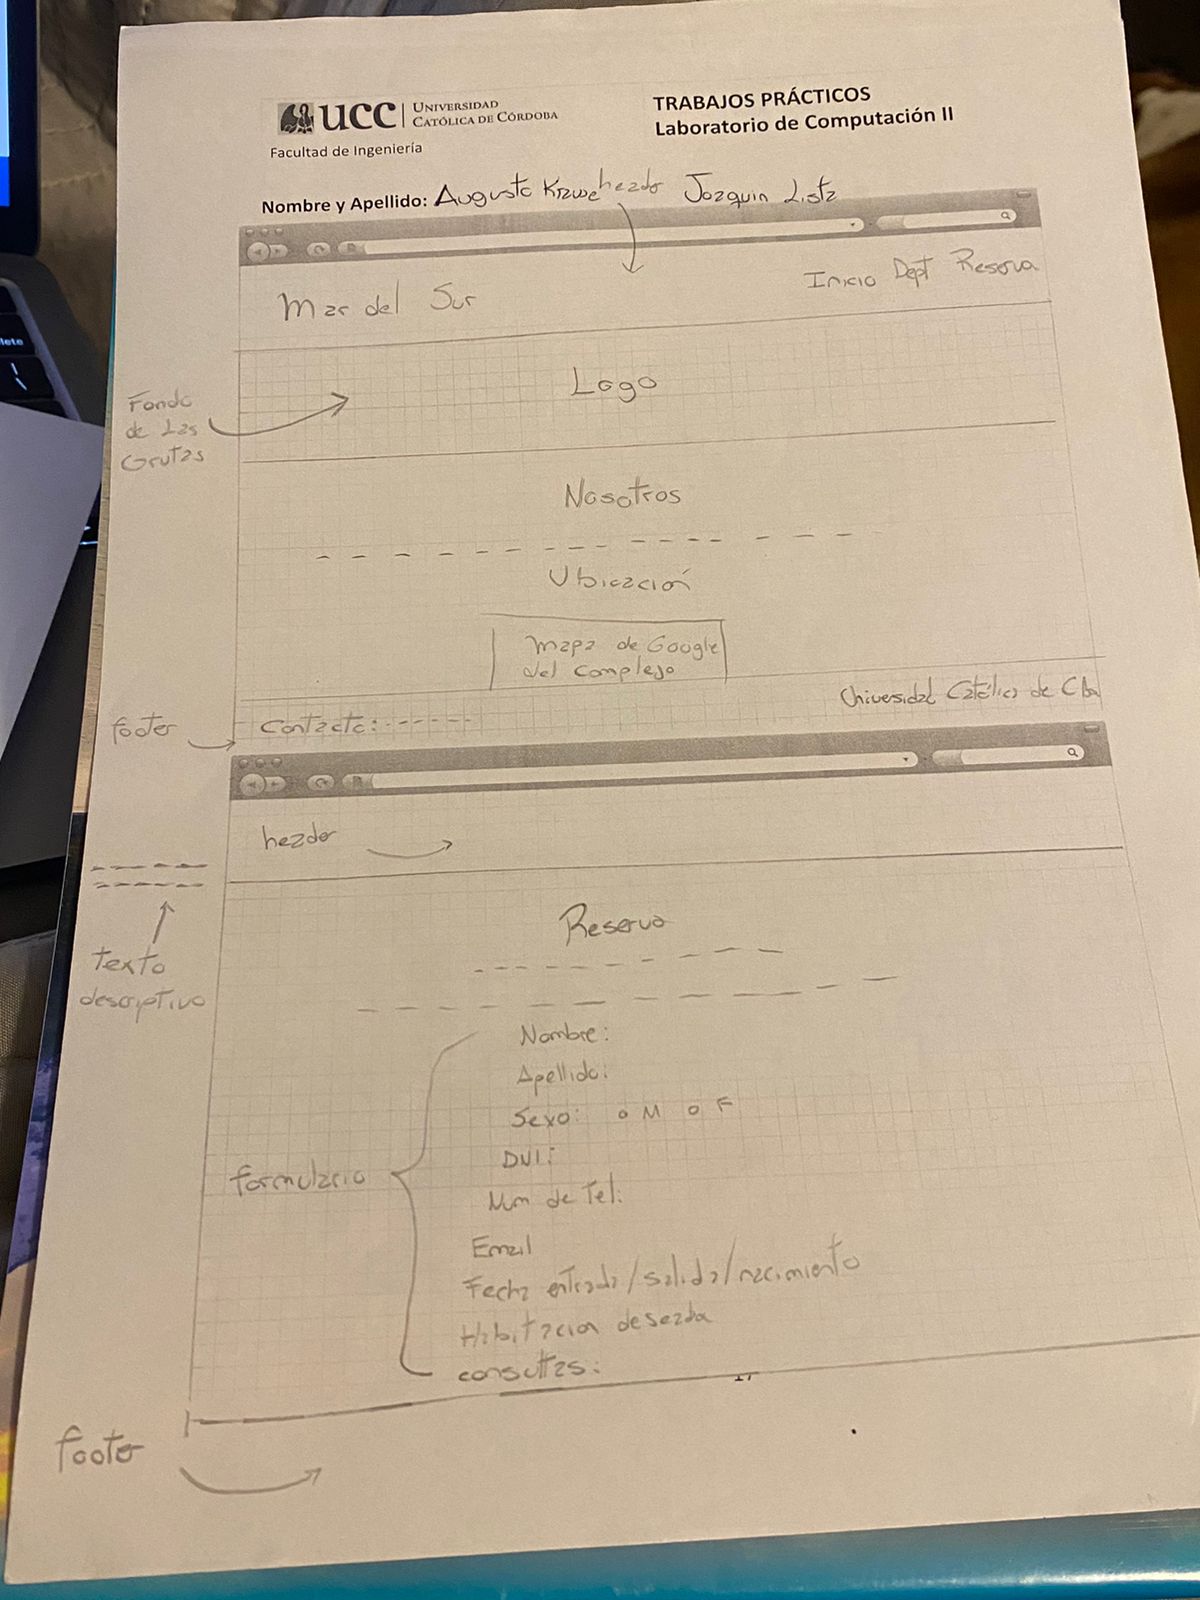 UCC UNIVERSIDAD
CATÓLICA DE CÓRDOBA
Facultad de Ingeniería
TRABAJOS PRÁCTICOS
Laboratorio de Computación II
Nombre y Apellido: Augusto Joaquin Lista
header
Mar del Sur
Inicio Dept Reserva
Logo
Fondo
de Las
Grutas
Nosotros
Ubicación
Mapa de Google
del complejo
Universidad Católica de Cba
footer
Contacto: ------
header
Reserva
texto
descriptivo
Nombre:
Apellido:
Sexo: o M o F
DNI:
Num de Tel:
formulario
Email
Fecha entrada/salida/nacimiento
Habitacion deseada
consultas:
footer